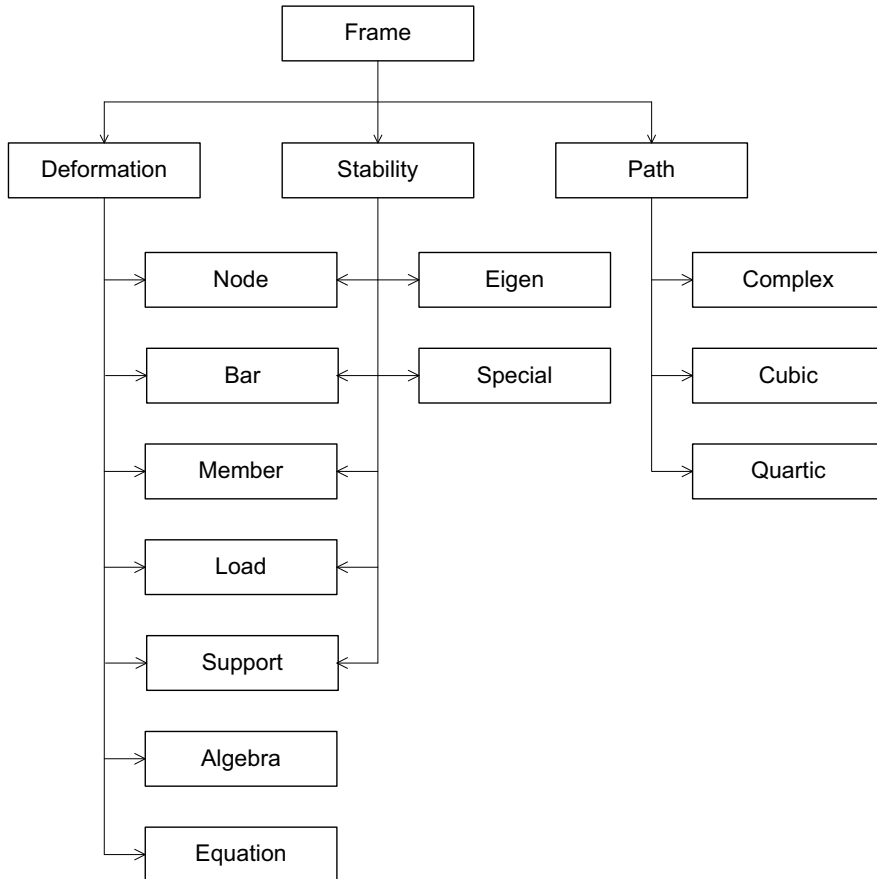 Frame
Deformation
Stability
Path
Node
Eigen
Complex
Bar
Special
Cubic
Member
Quartic
Load
Support
Algebra
Equation